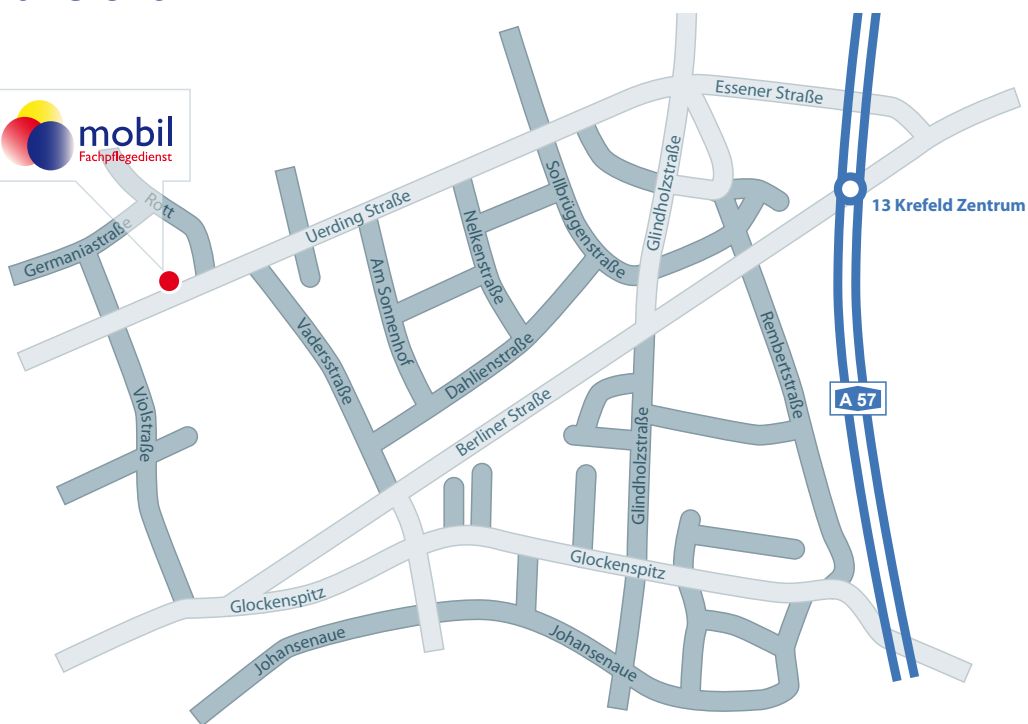 mobil
Fachpflegedienst
Rott
Germaniastraße
Uerding Straße
Essener Straße
13 Krefeld Zentrum
A 57
Glindholzstraße
Sollbrüggenstraße
Nelkenstraße
Am Sonnenhof
Vadersstraße
Dahlienstraße
Berliner Straße
Rembertstraße
Violstraße
Glindholzstraße
Glockenspitz
Glockenspitz
Johansenaue
Johansenaue